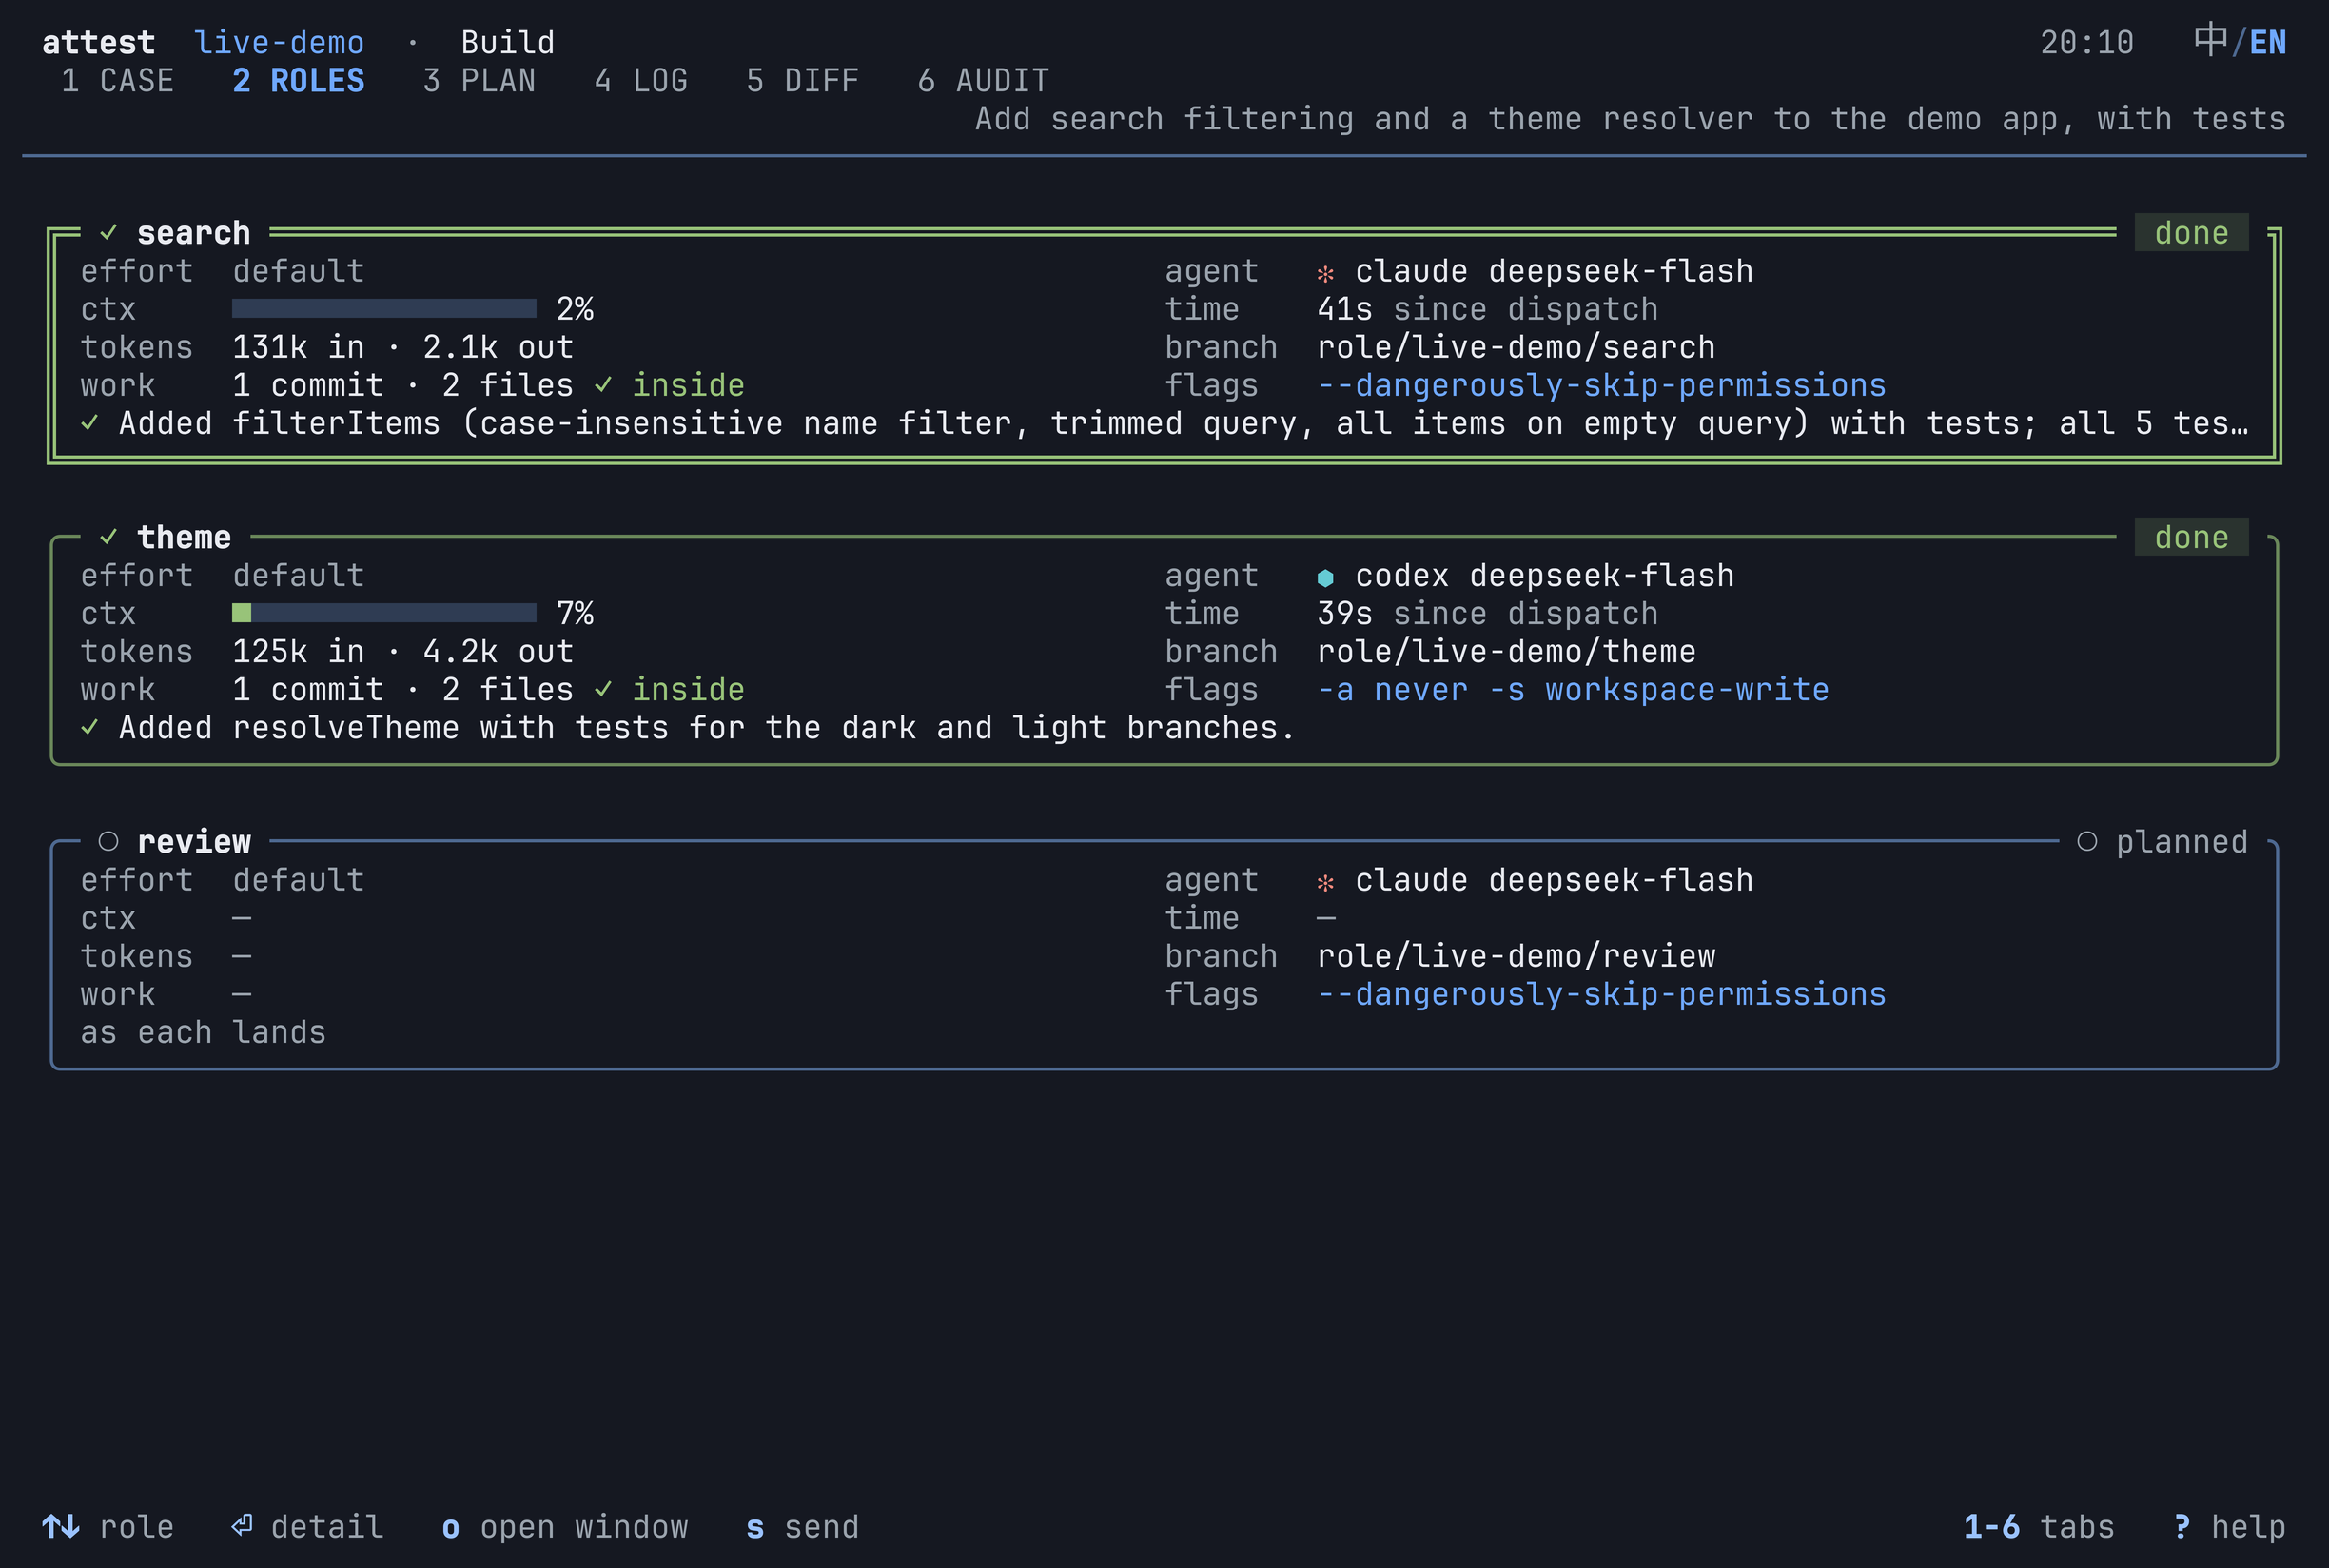 attest live-demo · Build 20:10 中/EN
1 CASE 2 ROLES 3 PLAN 4 LOG 5 DIFF 6 AUDIT
Add search filtering and a theme resolver to the demo app, with tests
✓ search done
effort default agent ✻ claude deepseek-flash
ctx 2% time 41s since dispatch
tokens 131k in · 2.1k out branch role/live-demo/search
work 1 commit · 2 files ✓ inside flags --dangerously-skip-permissions
✓ Added filterItems (case-insensitive name filter, trimmed query, all items on empty query) with tests; all 5 tes…
✓ theme done
effort default agent ⬢ codex deepseek-flash
ctx 7% time 39s since dispatch
tokens 125k in · 4.2k out branch role/live-demo/theme
work 1 commit · 2 files ✓ inside flags -a never -s workspace-write
✓ Added resolveTheme with tests for the dark and light branches.
○ review ○ planned
effort default agent ✻ claude deepseek-flash
ctx — time —
tokens — branch role/live-demo/review
work — flags --dangerously-skip-permissions
as each lands
↑↓ role ⏎ detail o open window s send 1-6 tabs ? help